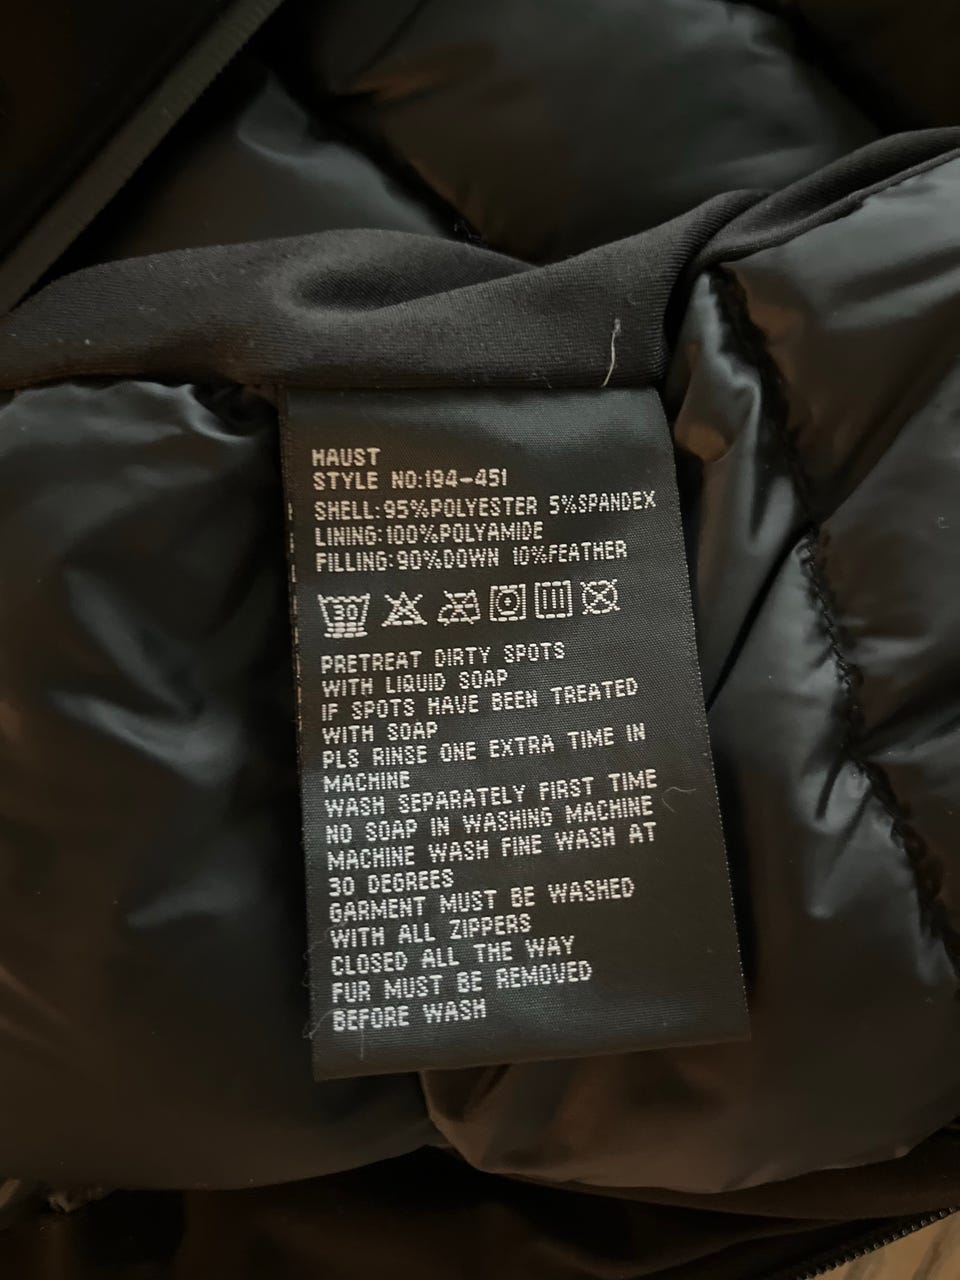 HAUST
STYLE NO:194-451
SHELL:95%POLYESTER 5%SPANDEX
LINING:100%POLYAMIDE
FILLING:90%DOWN 10%FEATHER
30
PRETREAT DIRTY SPOTS
WITH LIQUID SOAP
IF SPOTS HAVE BEEN TREATED
WITH SOAP
PLS RINSE ONE EXTRA TIME IN
MACHINE
WASH SEPARATELY FIRST TIME
NO SOAP IN WASHING MACHINE
MACHINE WASH FINE WASH AT
30 DEGREES
GARMENT MUST BE WASHED
WITH ALL ZIPPERS
CLOSED ALL THE WAY
FUR MUST BE REMOVED
BEFORE WASH